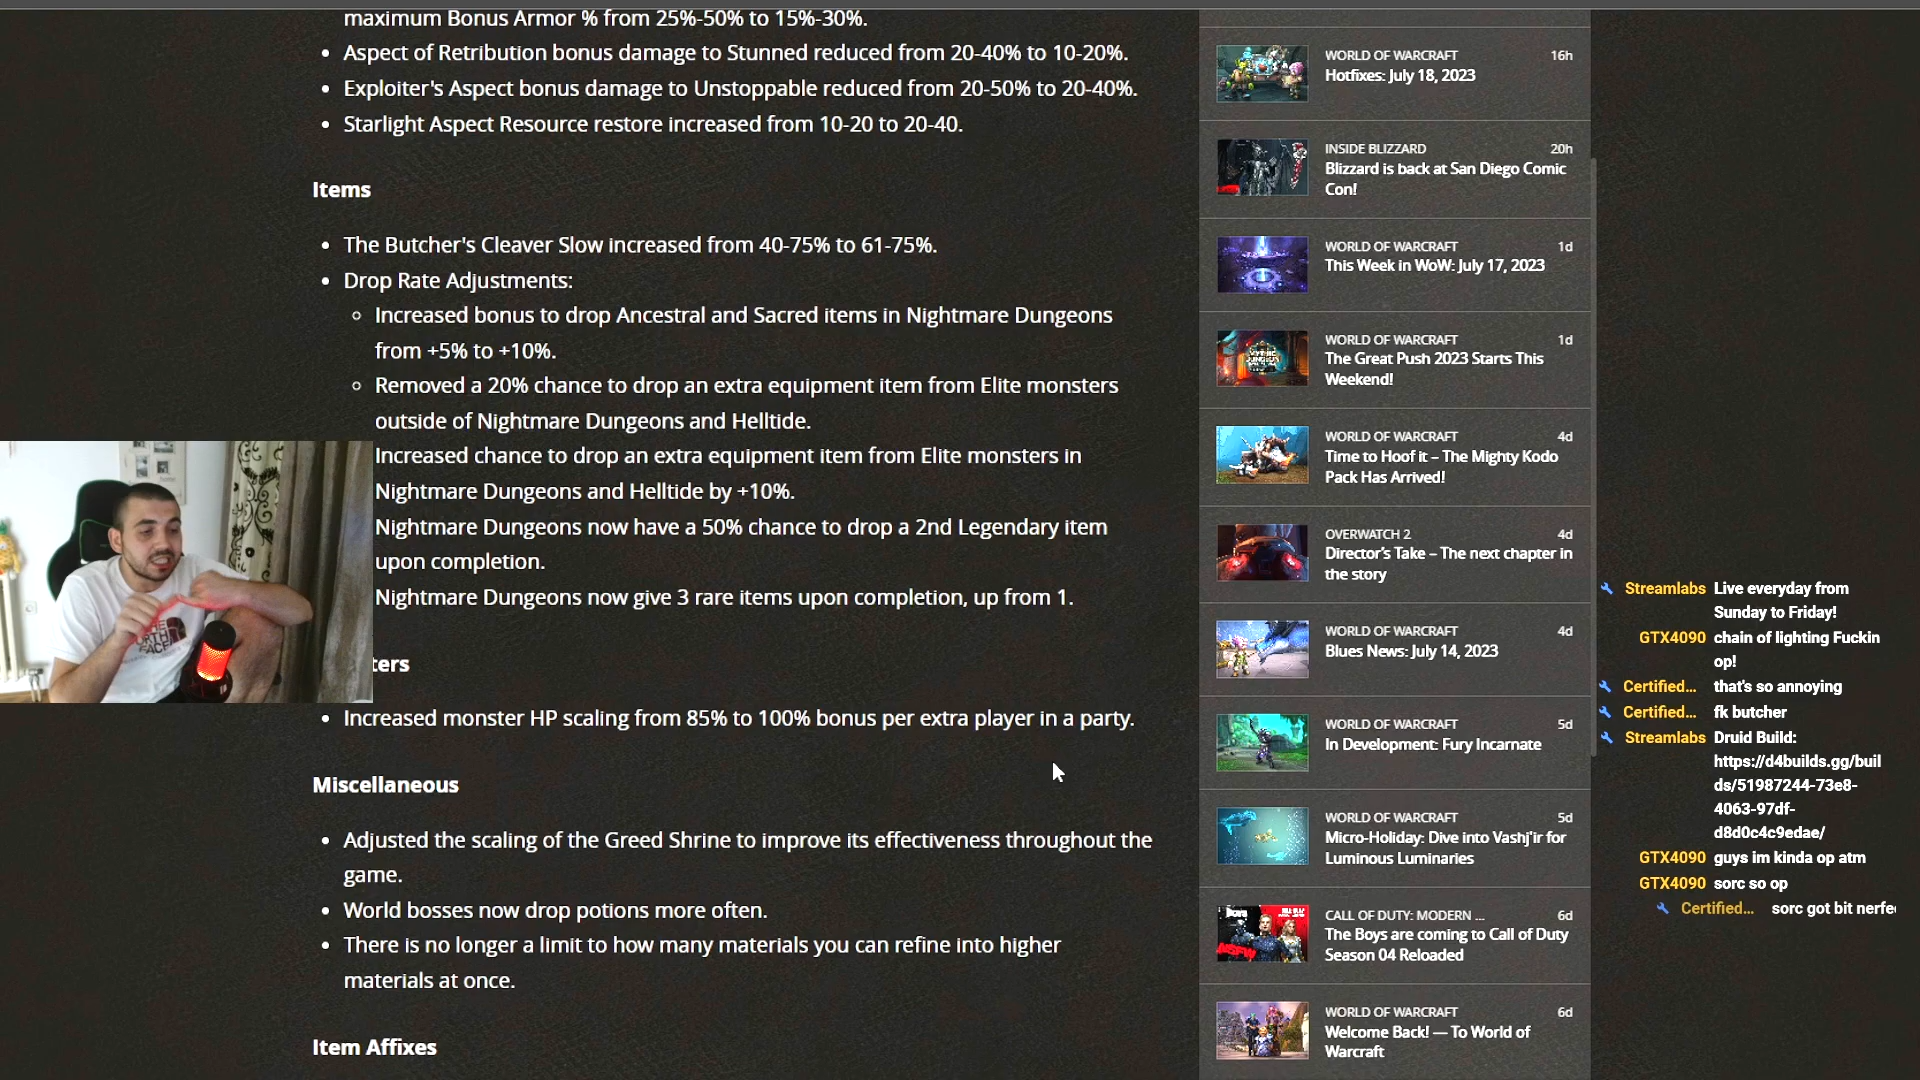 maximum Bonus Armor % from 25%-50% to 15%-30%.
Aspect of Retribution bonus damage to Stunned reduced from 20-40% to 10-20%.
Exploiter's Aspect bonus damage to Unstoppable reduced from 20-50% to 20-40%.
Starlight Aspect Resource restore increased from 10-20 to 20-40.
Items
The Butcher's Cleaver Slow increased from 40-75% to 61-75%.
Drop Rate Adjustments:
Increased bonus to drop Ancestral and Sacred items in Nightmare Dungeons
from +5% to +10%.
Removed a 20% chance to drop an extra equipment item from Elite monsters
outside of Nightmare Dungeons and Helltide.
Increased chance to drop an extra equipment item from Elite monsters in
Nightmare Dungeons and Helltide by +10%.
Nightmare Dungeons now have a 50% chance to drop a 2nd Legendary item
upon completion.
Nightmare Dungeons now give 3 rare items upon completion, up from 1.
ters
Increased monster HP scaling from 85% to 100% bonus per extra player in a party.
Miscellaneous
Adjusted the scaling of the Greed Shrine to improve its effectiveness throughout the
game.
World bosses now drop potions more often.
There is no longer a limit to how many materials you can refine into higher
materials at once.
Item Affixes
THE
NORTH
FACE
WORLD OF WARCRAFT 16h
Hotfixes: July 18, 2023
INSIDE BLIZZARD 20h
Blizzard is back at San Diego Comic
Con!
WORLD OF WARCRAFT 1d
This Week in WoW: July 17, 2023
WORLD OF WARCRAFT 1d
The Great Push 2023 Starts This
Weekend!
WORLD OF WARCRAFT 4d
Time to Hoof it – The Mighty Kodo
Pack Has Arrived!
OVERWATCH 2 4d
Director's Take – The next chapter in
the story
WORLD OF WARCRAFT 4d
Blues News: July 14, 2023
WORLD OF WARCRAFT 5d
In Development: Fury Incarnate
WORLD OF WARCRAFT 5d
Micro-Holiday: Dive into Vashj'ir for
Luminous Luminaries
CALL OF DUTY: MODERN ... 6d
The Boys are coming to Call of Duty
Season 04 Reloaded
WORLD OF WARCRAFT 6d
Welcome Back! — To World of
Warcraft
Streamlabs Live everyday from
Sunday to Friday!
GTX4090 chain of lighting Fuckin
op!
Certified... that's so annoying
Certified... fk butcher
Streamlabs Druid Build:
https://d4builds.gg/buil
ds/51987244-73e8-
4063-97df-
d8d0c4c9edae/
GTX4090 guys im kinda op atm
GTX4090 sorc so op
Certified... sorc got bit nerfe